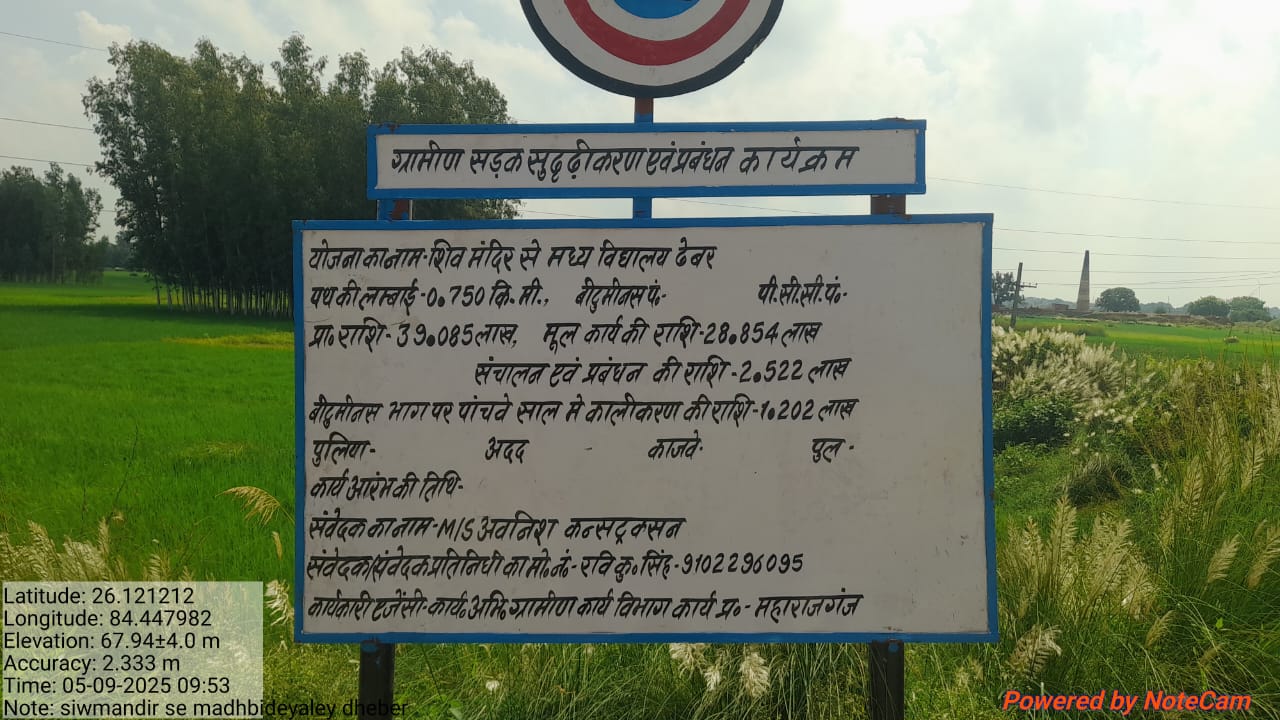 ग्रामीण सड़क सुदृढ़ीकरण एवं प्रबंधन कार्यक्रम
योजना का नाम-शिव मंदिर से मध्य विद्यालय ढेबर
पथ की लम्बाई-0.750 कि.मी., बीटुमीनस पं.- पी.सी.सी.पं.-
प्रा. राशि-39.085 लाख, मूल कार्य की राशि-28.854 लाख
संचालन एवं प्रबंधन की राशि-2.522 लाख
बीटुमीनस भाग पर पांचवे साल मे कालीकरण की राशि-1.202 लाख
पुलिया- अदद - काजवे- पुल-
कार्य आरंभ की तिथि-
संवेदक का नाम-M/S अवनिश कन्सट्रक्सन
संवेदक/संवेदक प्रतिनिधी का मो. नं.-रवि कु. सिंह-9102296095
कार्यकारी एजेंसी-कार्य. अभि. ग्रामीण कार्य विभाग कार्य प्र.-महाराजगंज
Latitude: 26.121212
Longitude: 84.447982
Elevation: 67.94±4.0 m
Accuracy: 2.333 m
Time: 05-09-2025 09:53
Note: siwmandir se madhbideyaley dheber
Powered by NoteCam